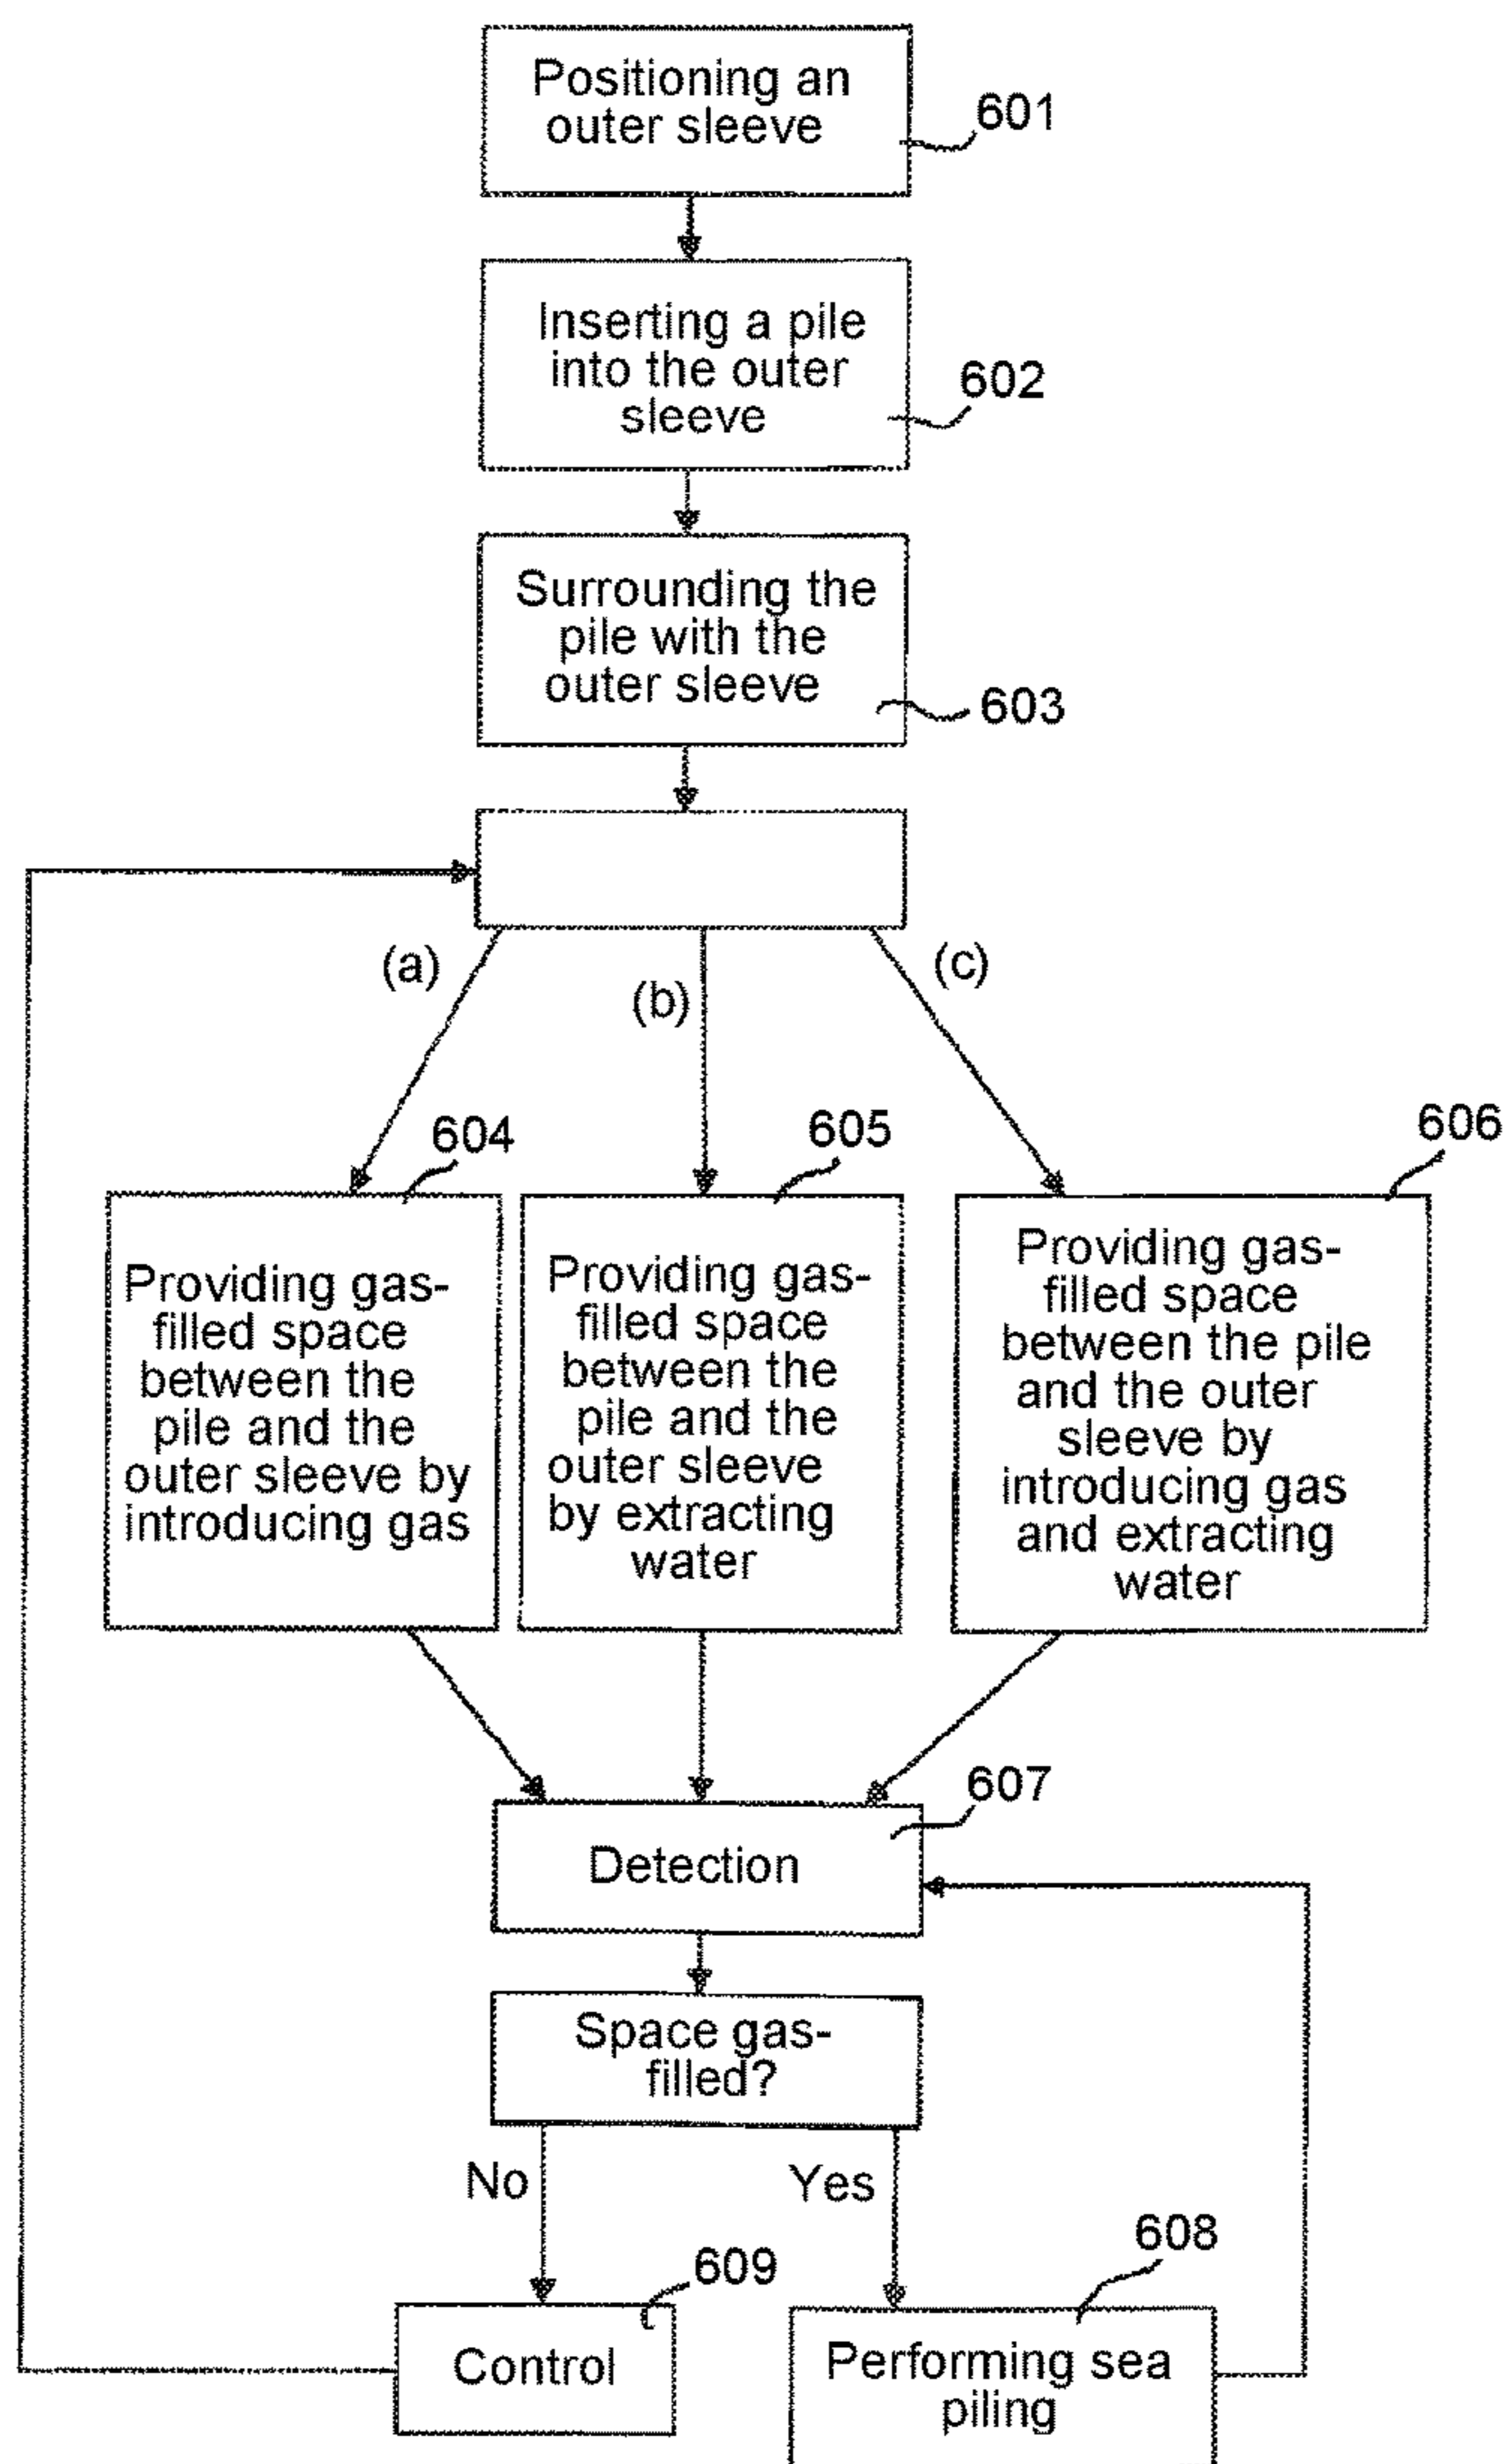 Positioning an
outer sleeve
601
Inserting a pile
into the outer
sleeve
602
Surrounding the
pile with the
outer sleeve
603
(a)
(b)
(c)
604
605
606
Providing gas-
filled space
between the
pile and the
outer sleeve by
introducing gas
Providing gas-
filled space
between the
pile and the
outer sleeve
by extracting
water
Providing gas-
filled space
between the pile
and the outer
sleeve by
introducing gas
and extracting
water
607
Detection
Space gas-
filled?
No
Yes
609
608
Control
Performing sea
piling